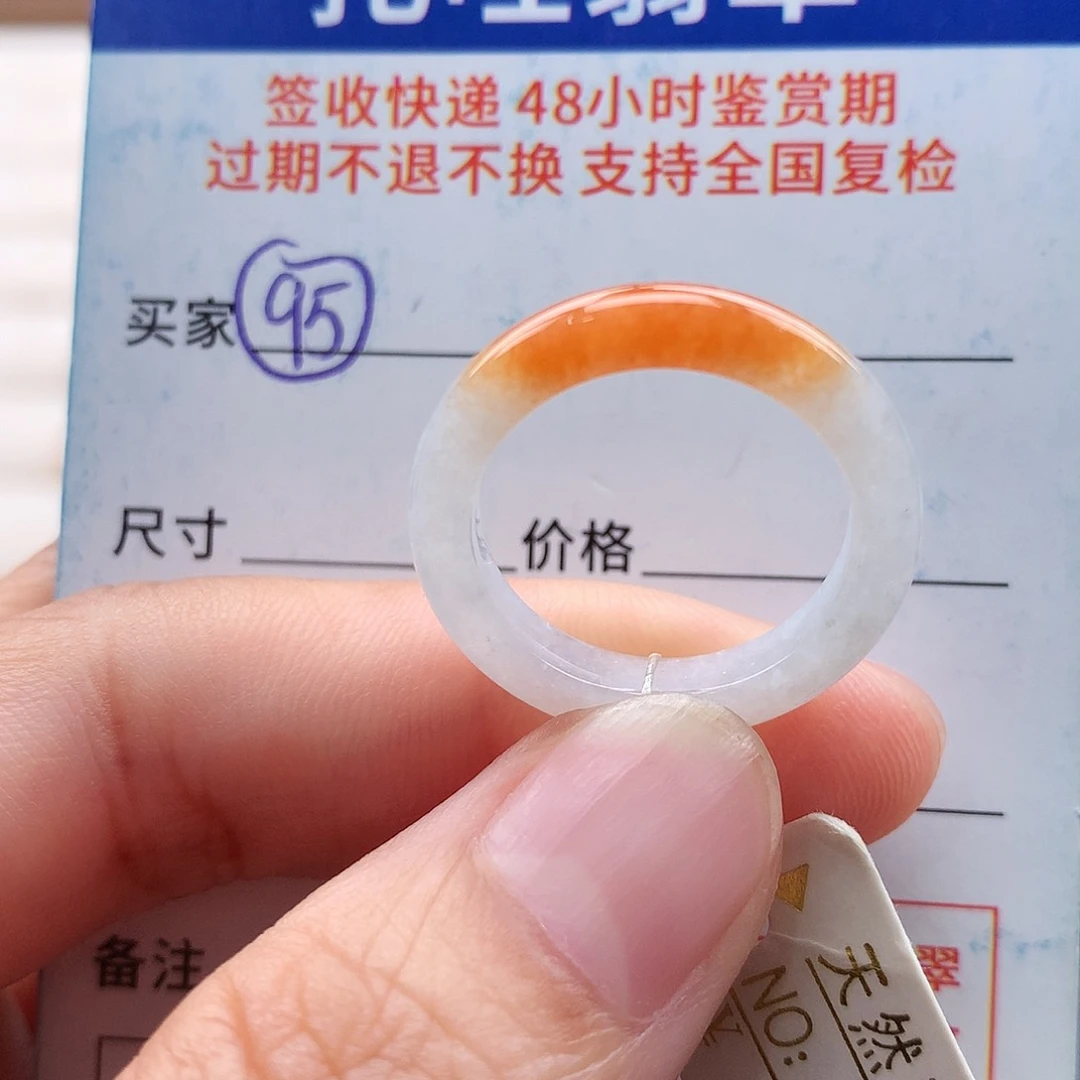 签收快递 48小时鉴赏期
过期不退不换 支持全国复检
买家 95
尺寸
价格
备注
天然
NO: